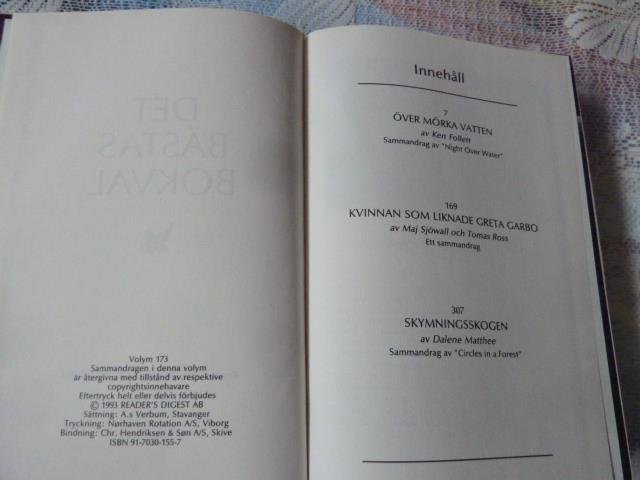 DET
BÄSTAS
BOKVAL
Volym 173
Sammandragen i denna volym
är återgivna med tillstånd av respektive
copyrightsinnehavare
Eftertryck helt eller delvis förbjudes
© 1993 READER'S DIGEST AB
Sättning: A.s Verbum, Stavanger
Tryckning: Nørhaven Rotation A/S, Viborg
Bindning: Chr. Hendriksen & Søn A/S, Skive
ISBN 91-7030-155-7
Innehåll
7
ÖVER MÖRKA VATTEN
av Ken Follett
Sammandrag av "Night Over Water"
169
KVINNAN SOM LIKNADE GRETA GARBO
av Maj Sjöwall och Tomas Ross
Ett sammandrag
307
SKYMNINGSSKOGEN
av Dalene Matthee
Sammandrag av "Circles in a Forest"